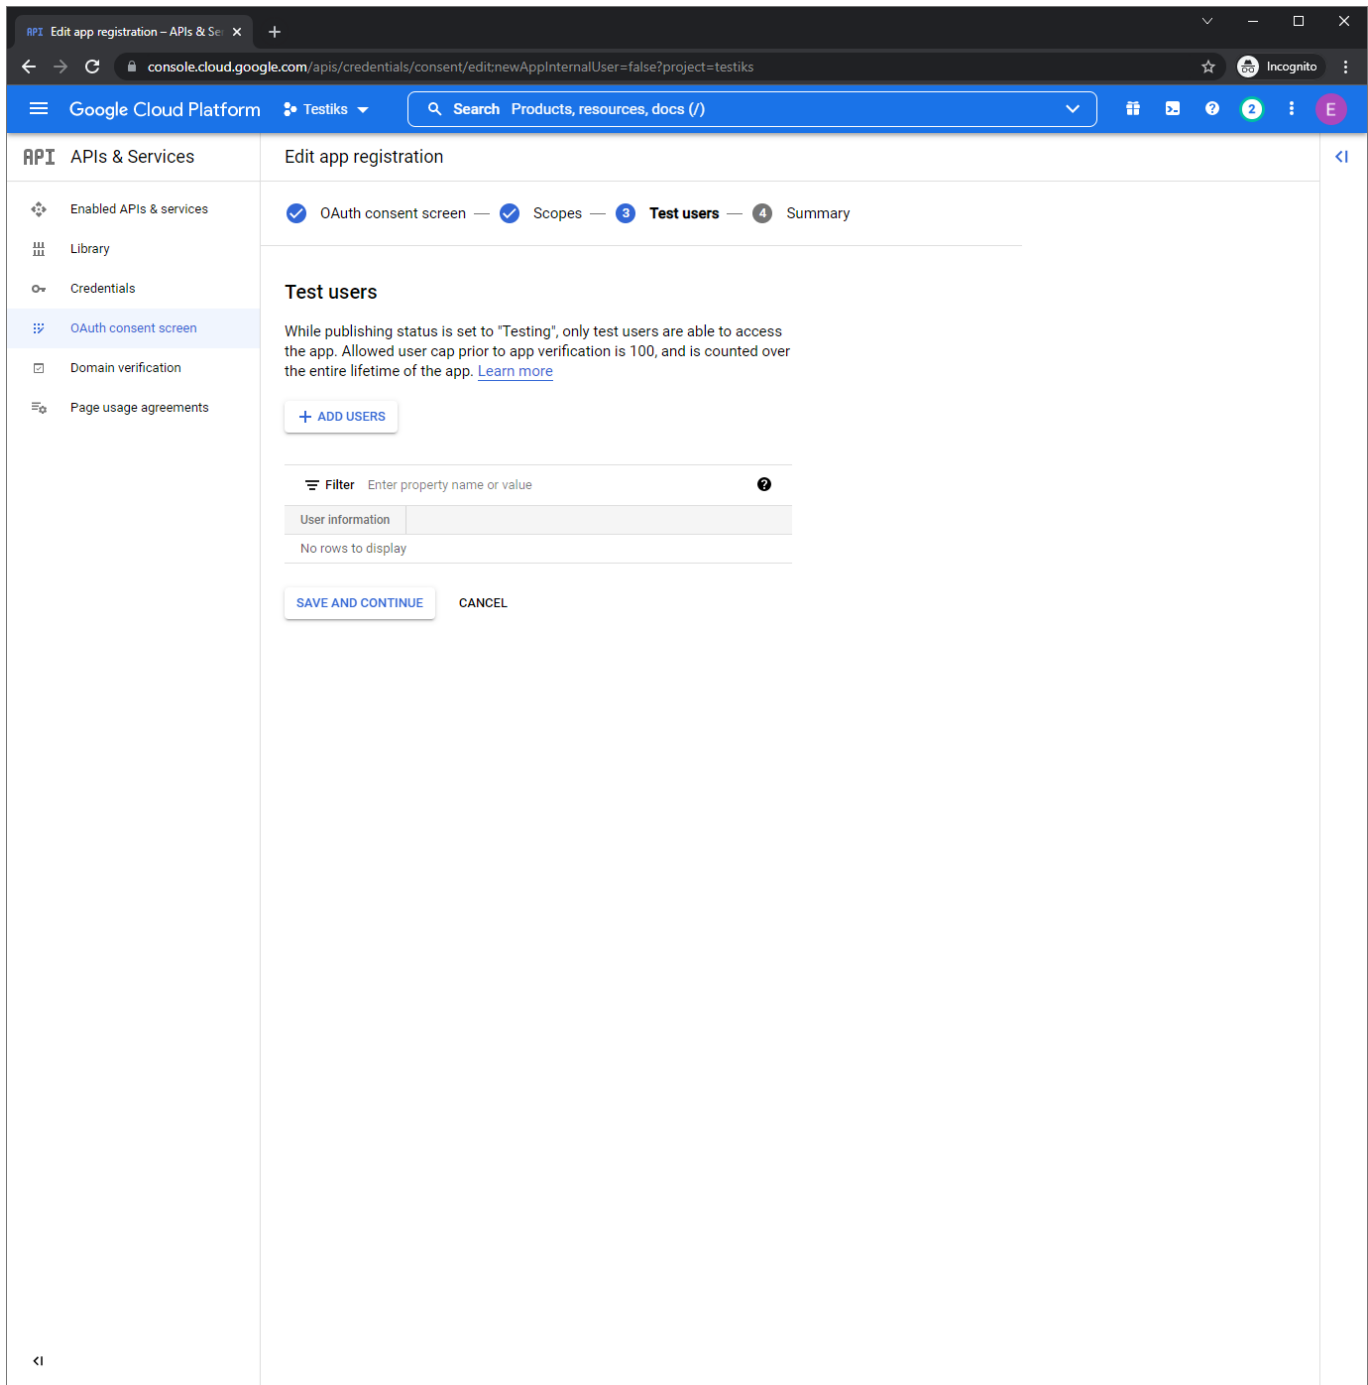 API Edit app registration – APIs & Se
console.cloud.google.com/apis/credentials/consent/edit;newAppInternalUser=false?project=testiks
Incognito
Google Cloud Platform
Testiks
Search Products, resources, docs (/)
2
E
API APIs & Services
Edit app registration
Enabled APIs & services
Library
Credentials
OAuth consent screen
Domain verification
Page usage agreements
OAuth consent screen — Scopes — 3 Test users — 4 Summary
Test users
While publishing status is set to "Testing", only test users are able to access
the app. Allowed user cap prior to app verification is 100, and is counted over
the entire lifetime of the app. Learn more
+ ADD USERS
Filter Enter property name or value
User information
No rows to display
SAVE AND CONTINUE CANCEL